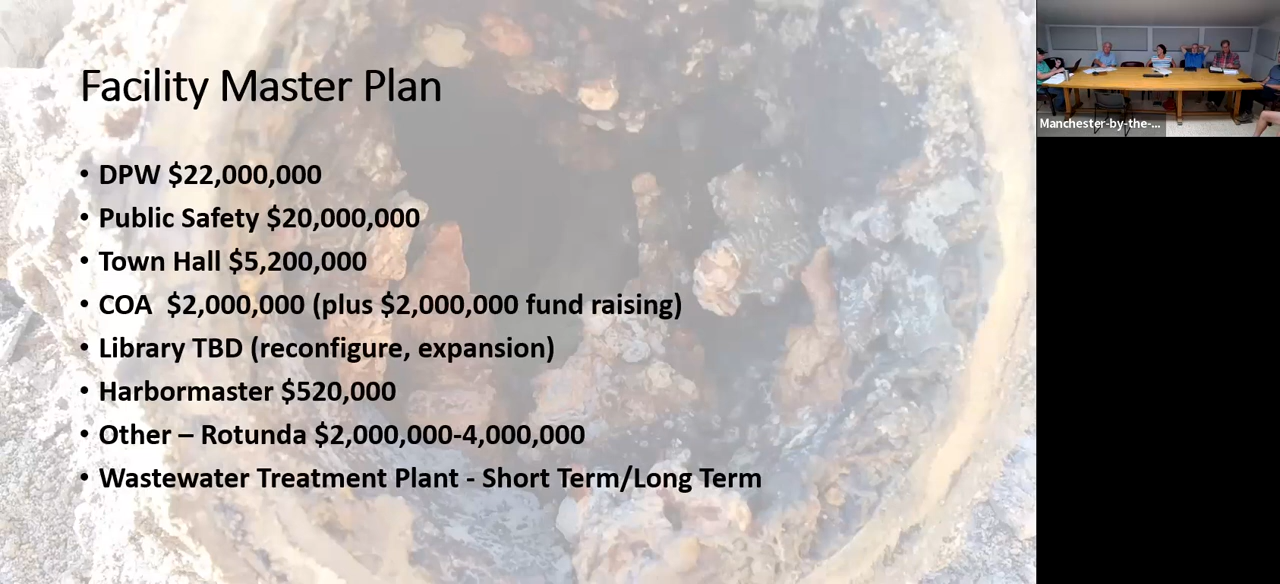 Facility Master Plan
• DPW $22,000,000
• Public Safety $20,000,000
• Town Hall $5,200,000
• COA  $2,000,000 (plus $2,000,000 fund raising)
• Library TBD (reconfigure, expansion)
• Harbormaster $520,000
• Other – Rotunda $2,000,000-4,000,000
• Wastewater Treatment Plant - Short Term/Long Term
Manchester-by-the-...